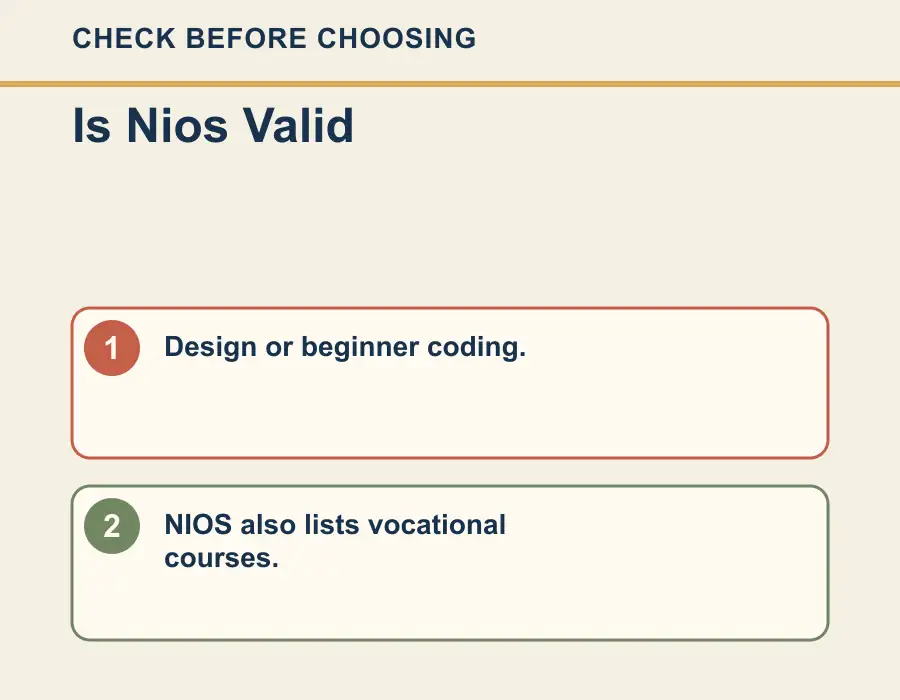 CHECK BEFORE CHOOSING
Is Nios Valid
1
Design or beginner coding.
2
NIOS also lists vocational
courses.